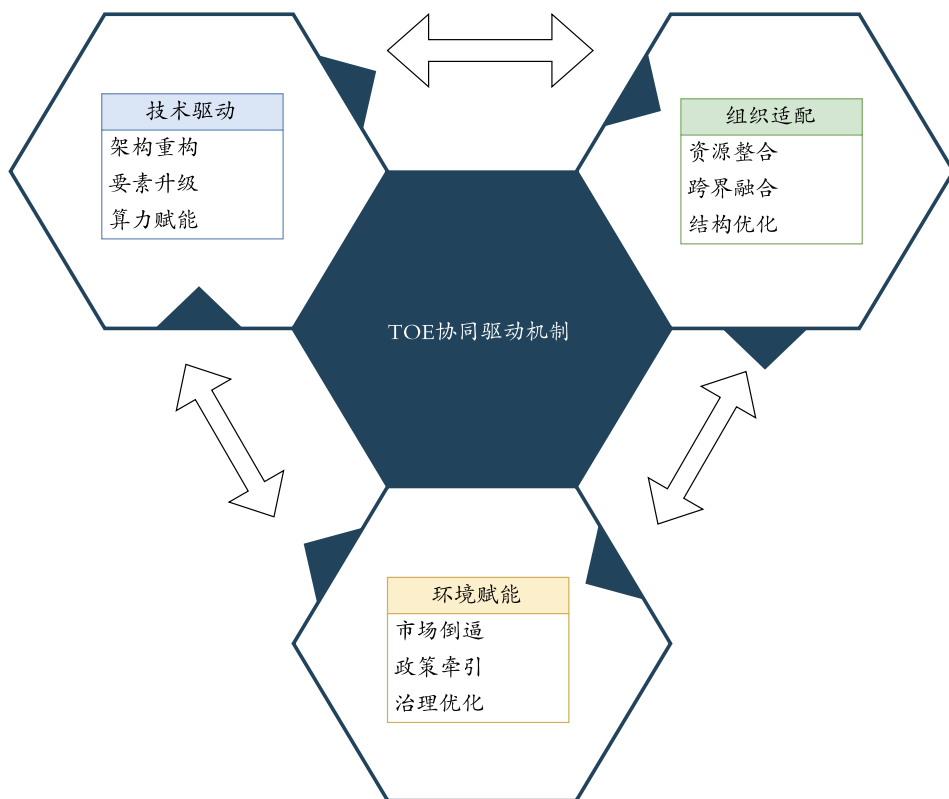 技术驱动
架构重构
要素升级
算力赋能
组织适配
资源整合
跨界融合
结构优化
TOE协同驱动机制
环境赋能
市场倒逼
政策牵引
治理优化